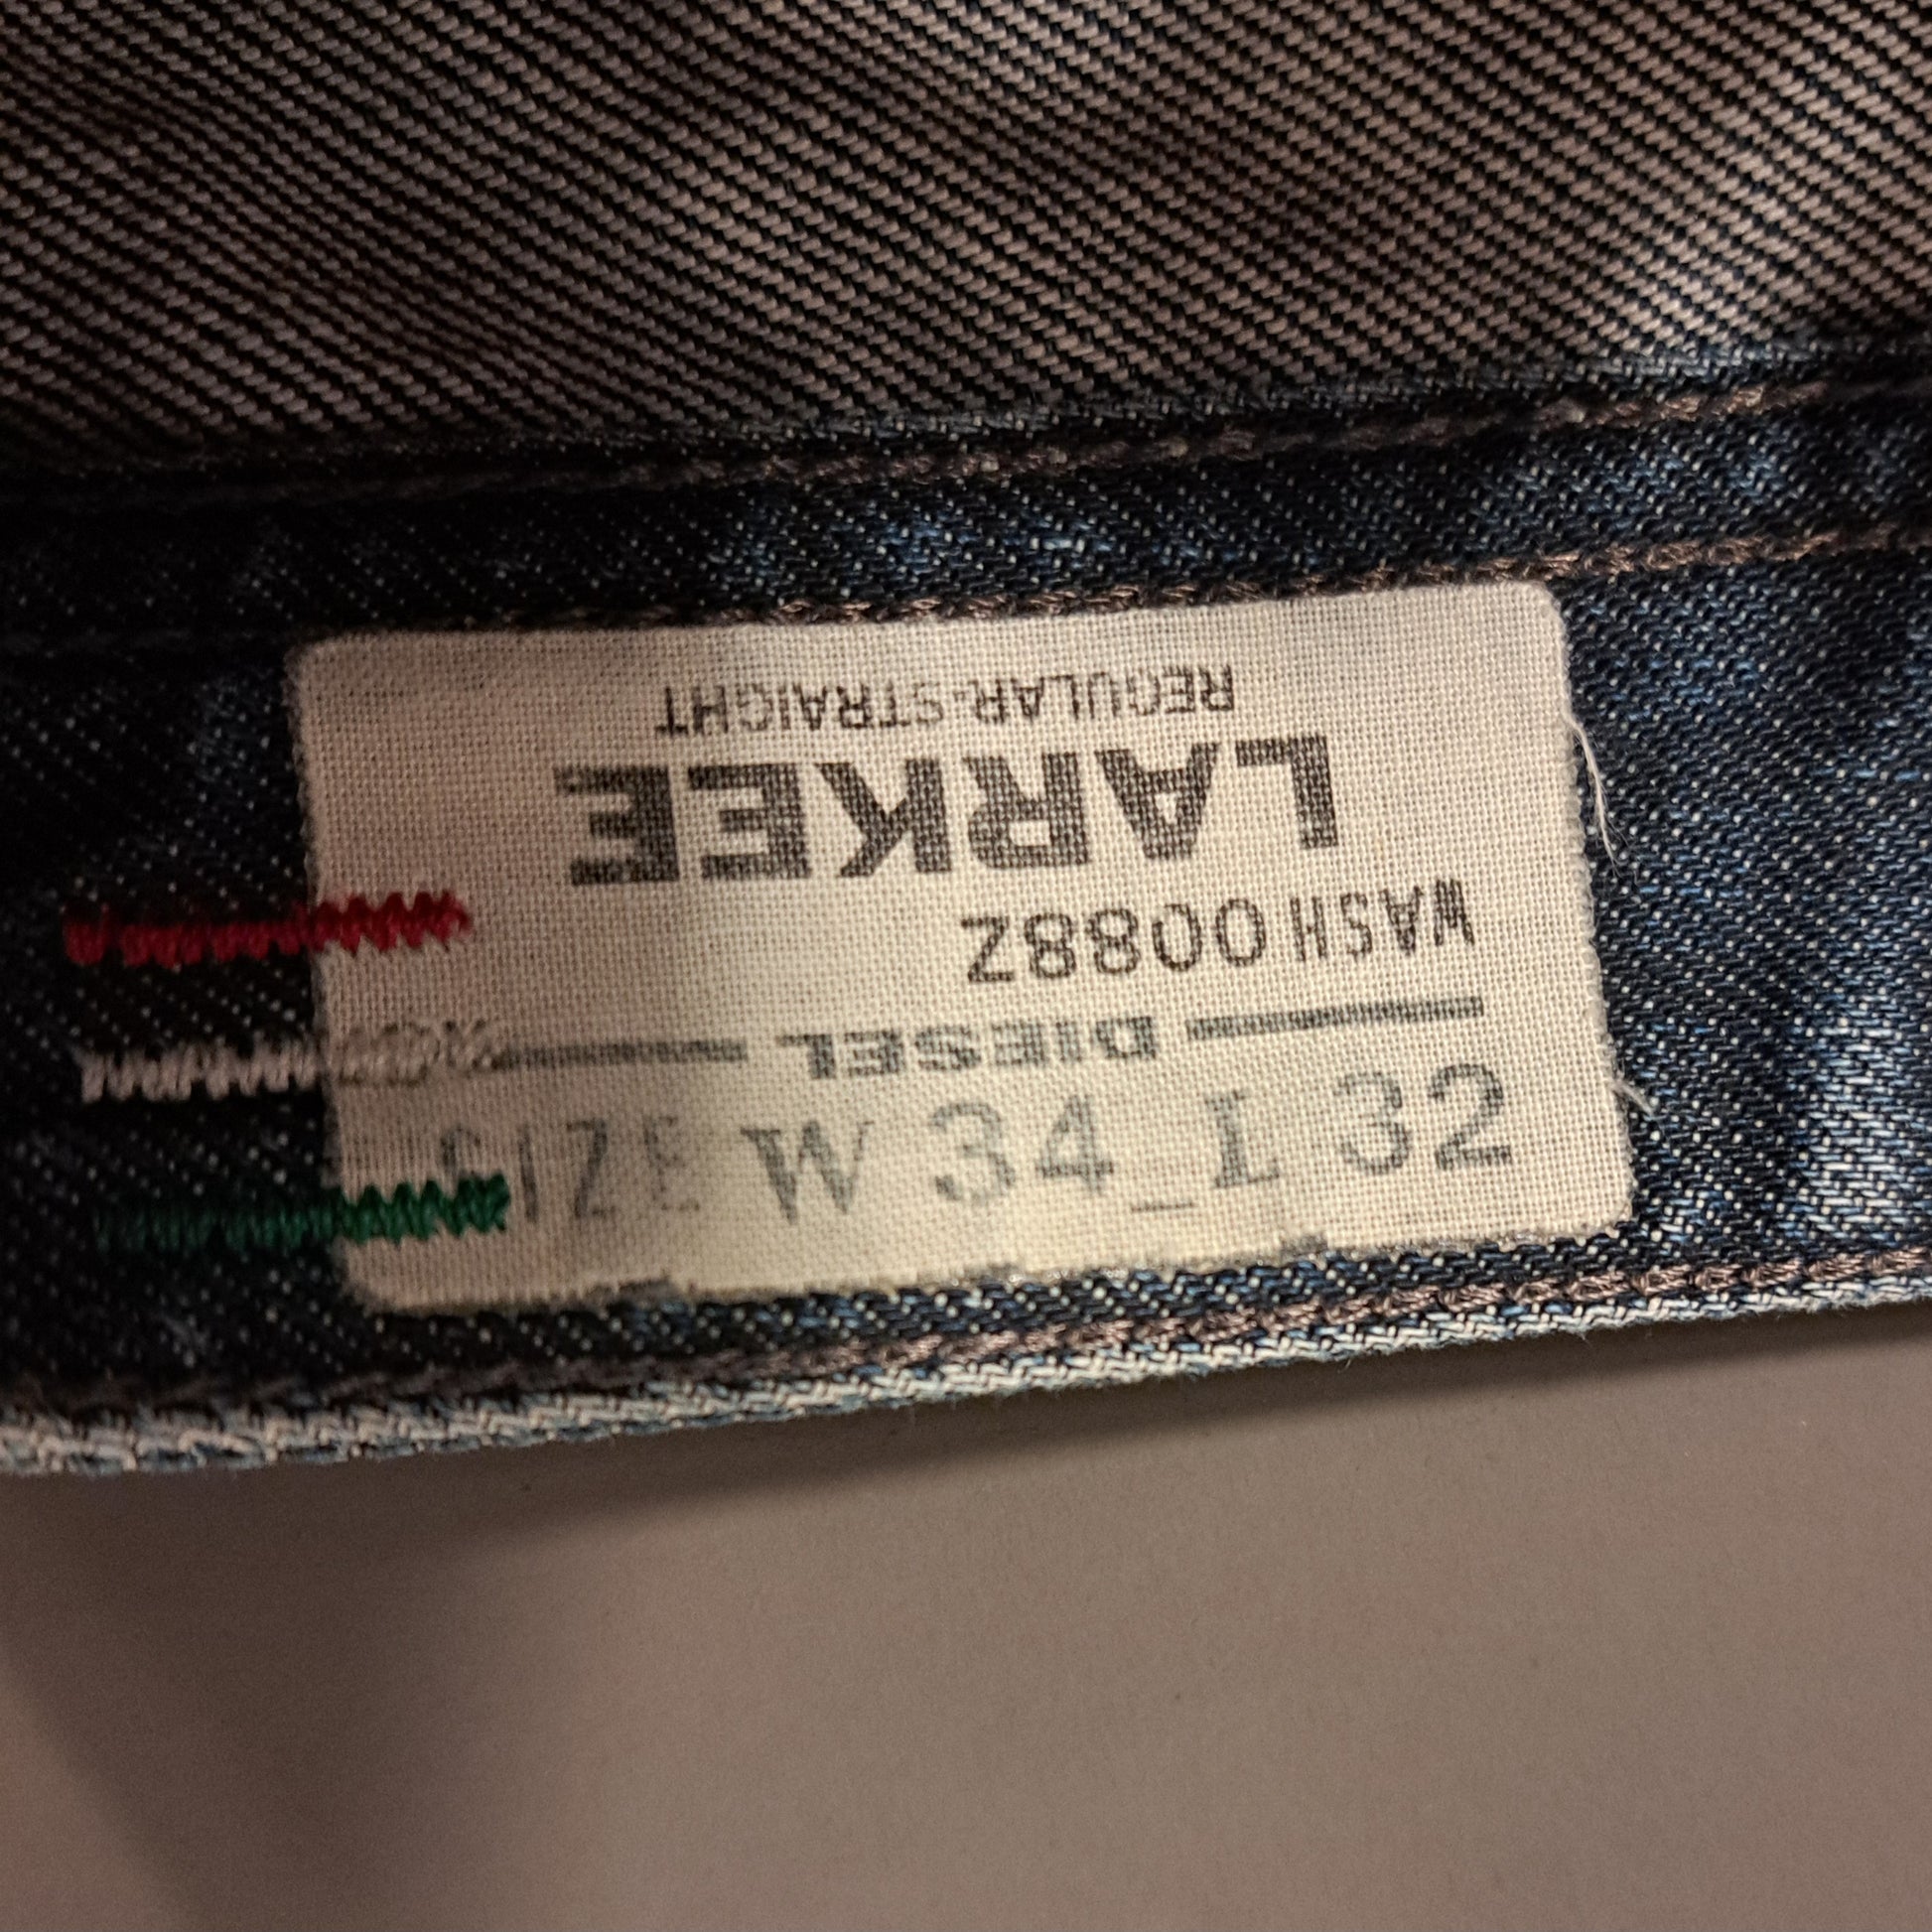 DIESEL
WASH 0088Z
LARKEE
REGULAR-STRAIGHT
SIZE W 34_L 32